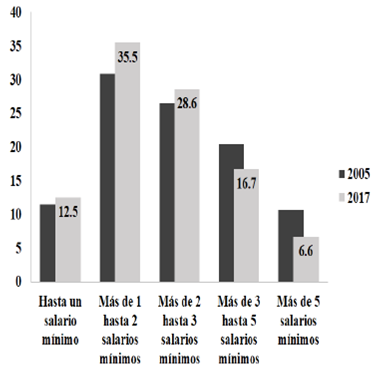 40
35
30
25
20
15
10
5
0
12.5
35.5
28.6
16.7
6.6
Hasta un
salario
mínimo
Más de 1
hasta 2
salarios
mínimos
Más de 2
hasta 3
salarios
mínimos
Más de 3
hasta 5
salarios
mínimos
Más de 5
salarios
mínimos
2005
2017